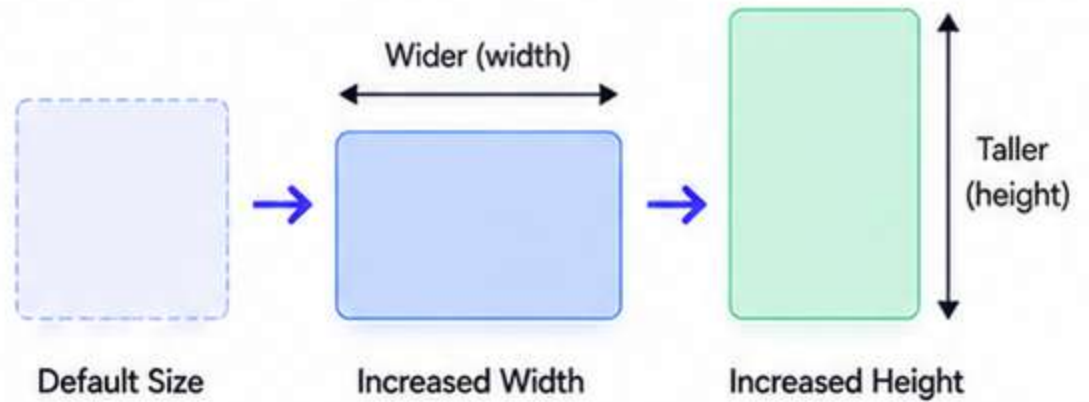 Wider (width)
Taller
(height)
Default Size
Increased Width
Increased Height